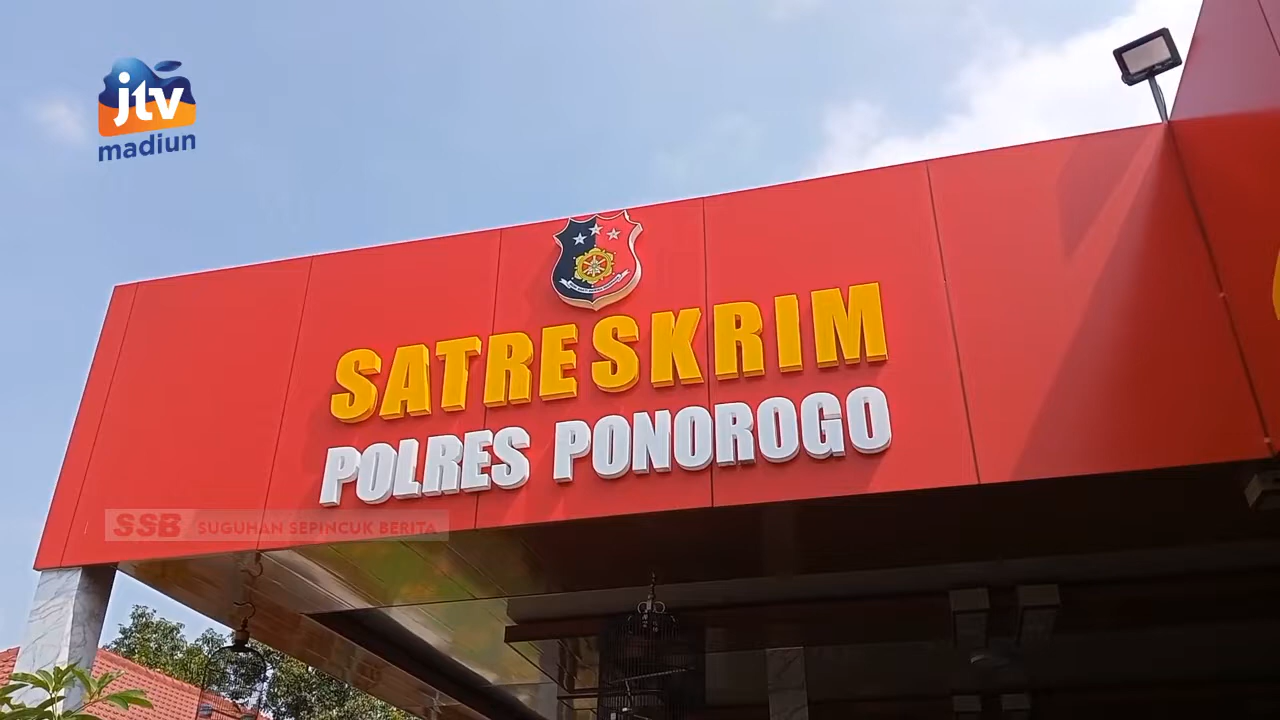 jtv
madiun
SATRESKRIM
POLRES PONOROGO
SSB SUGUHAN SEPINCUK BERITA